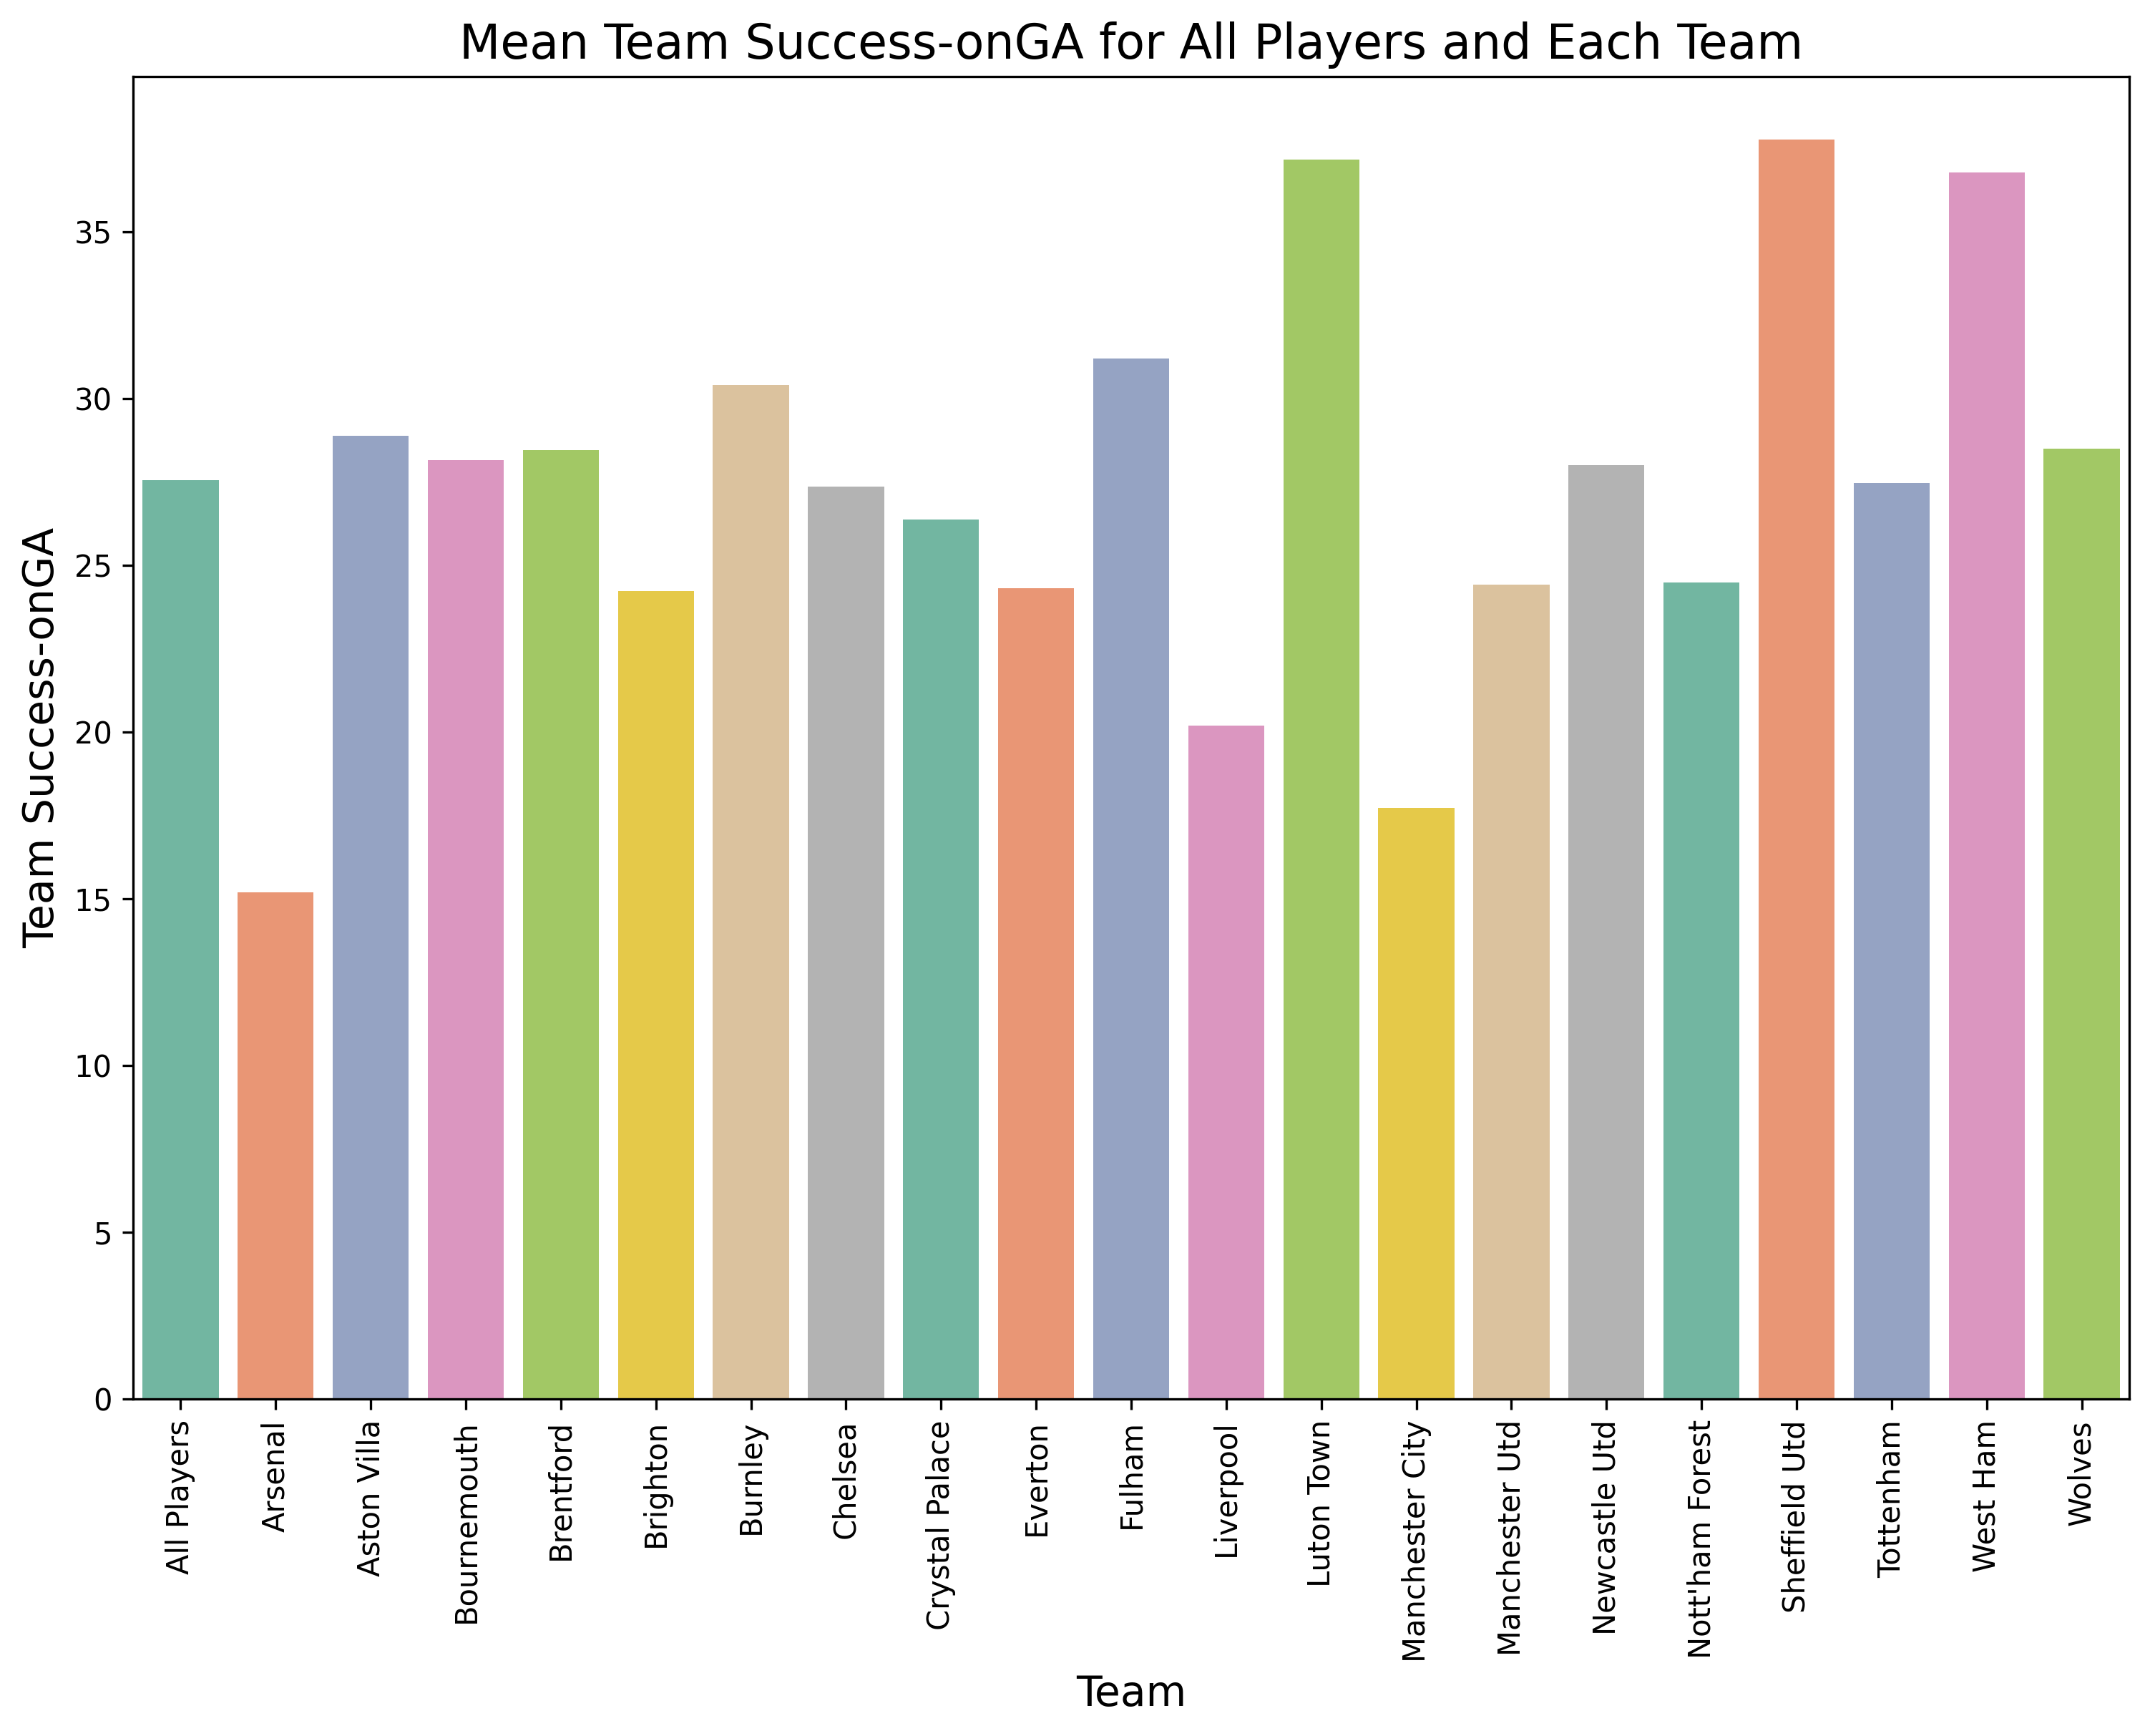 Mean Team Success-onGA for All Players and Each Team
Team Success-onGA
35
30
25
20
15
10
5
0
All Players
Arsenal
Aston Villa
Bournemouth
Brentford
Brighton
Burnley
Chelsea
Crystal Palace
Everton
Fulham
Liverpool
Luton Town
Manchester City
Manchester Utd
Newcastle Utd
Nott'ham Forest
Sheffield Utd
Tottenham
West Ham
Wolves
Team